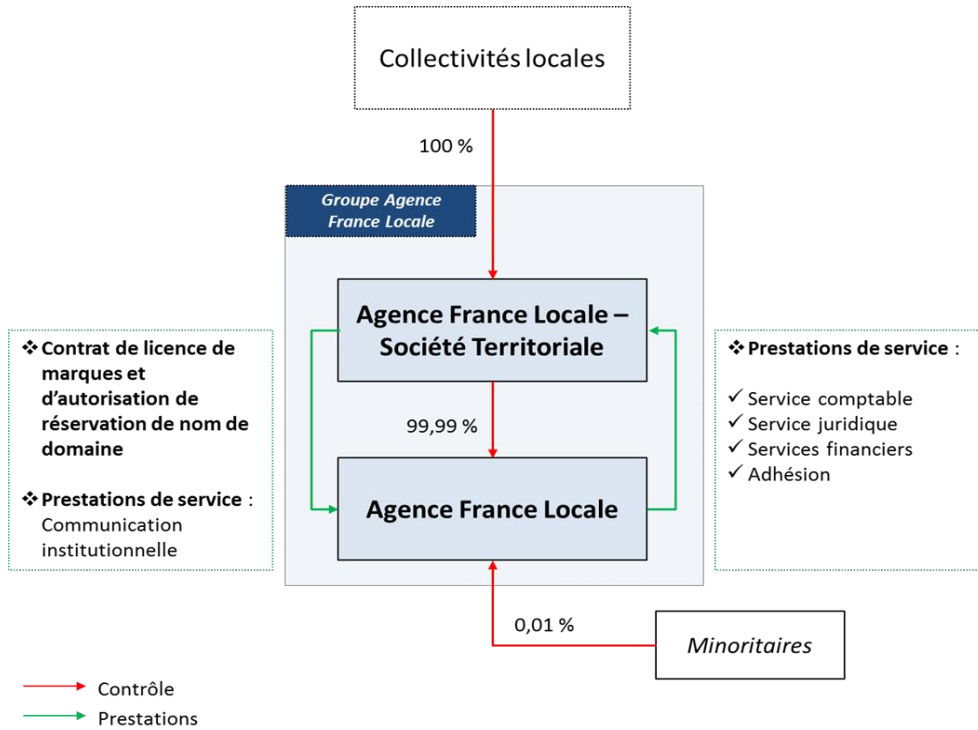 Collectivités locales
100 %
Groupe Agence
France Locale
Agence France Locale –
Société Territoriale
❖ Contrat de licence de
marques et
d’autorisation de
réservation de nom de
domaine
❖ Prestations de service :
Communication
institutionnelle
99,99 %
❖ Prestations de service :
✓ Service comptable
✓ Service juridique
✓ Services financiers
✓ Adhésion
Agence France Locale
0,01 %
Minoritaires
Contrôle
Prestations